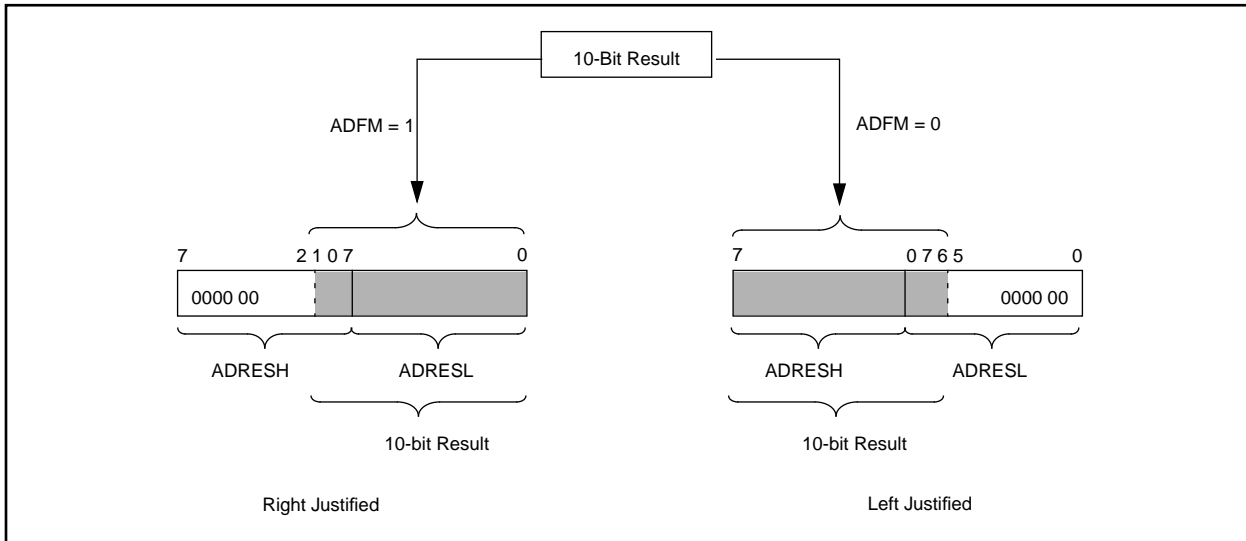 10-Bit Result
ADFM = 1
ADFM = 0
7 2 1 0 7 0
0000 00
ADRESH ADRESL
10-bit Result
Right Justified
7 0 7 6 5 0
0000 00
ADRESH ADRESL
10-bit Result
Left Justified